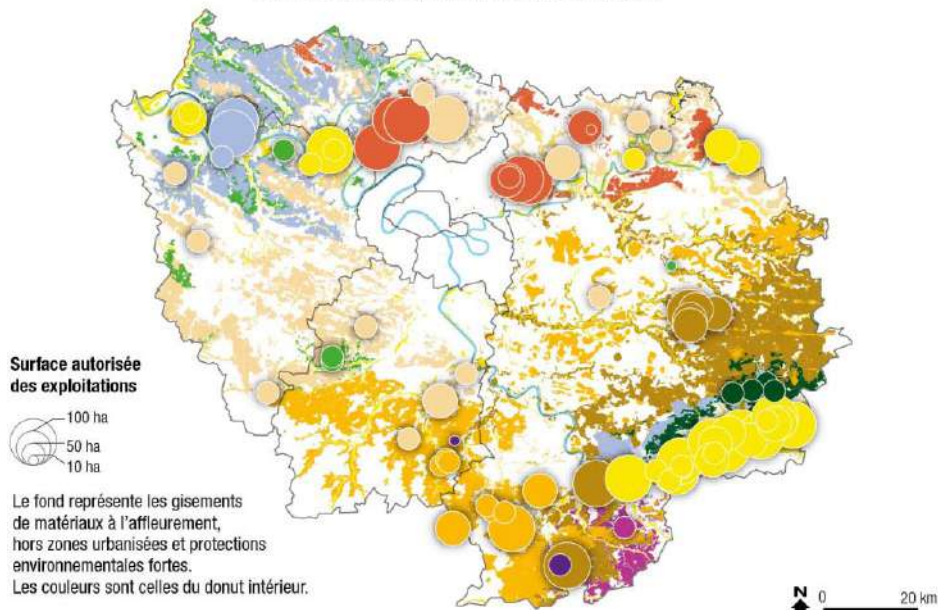 Surface autorisée
des exploitations
100 ha
50 ha
10 ha
Le fond représente les gisements
de matériaux à l'affleurement,
hors zones urbanisées et protections
environnementales fortes.
Les couleurs sont celles du donut intérieur.
N 0 20 km